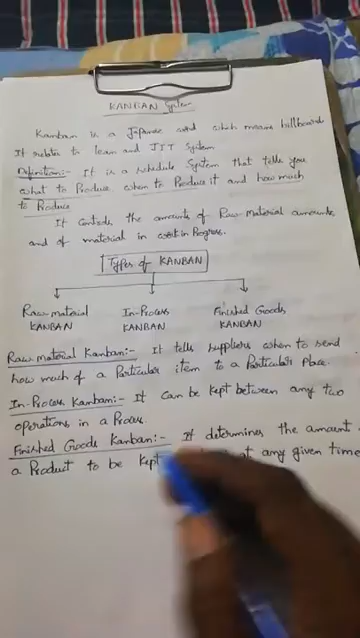 KANBAN System
Kanban is a Japanese word which means billboard
It relates to lean and JIT System
Definition:- It is a schedule System that tells you
what to Produce, when to Produce it and how much
to Produce
It controls the amounts of Raw Material amounts
and of material in work in Progress.
Types of KANBAN
Raw material In-Process Finished Goods
KANBAN KANBAN KANBAN
Raw material Kanban:- It tells suppliers when to send
how much of a Particular item to a Particular Place.
In-Process Kanban:- It can be kept between any two
operations in a Process.
Finished Goods Kanban:- It determines the amount
a Product to be kept at any given time